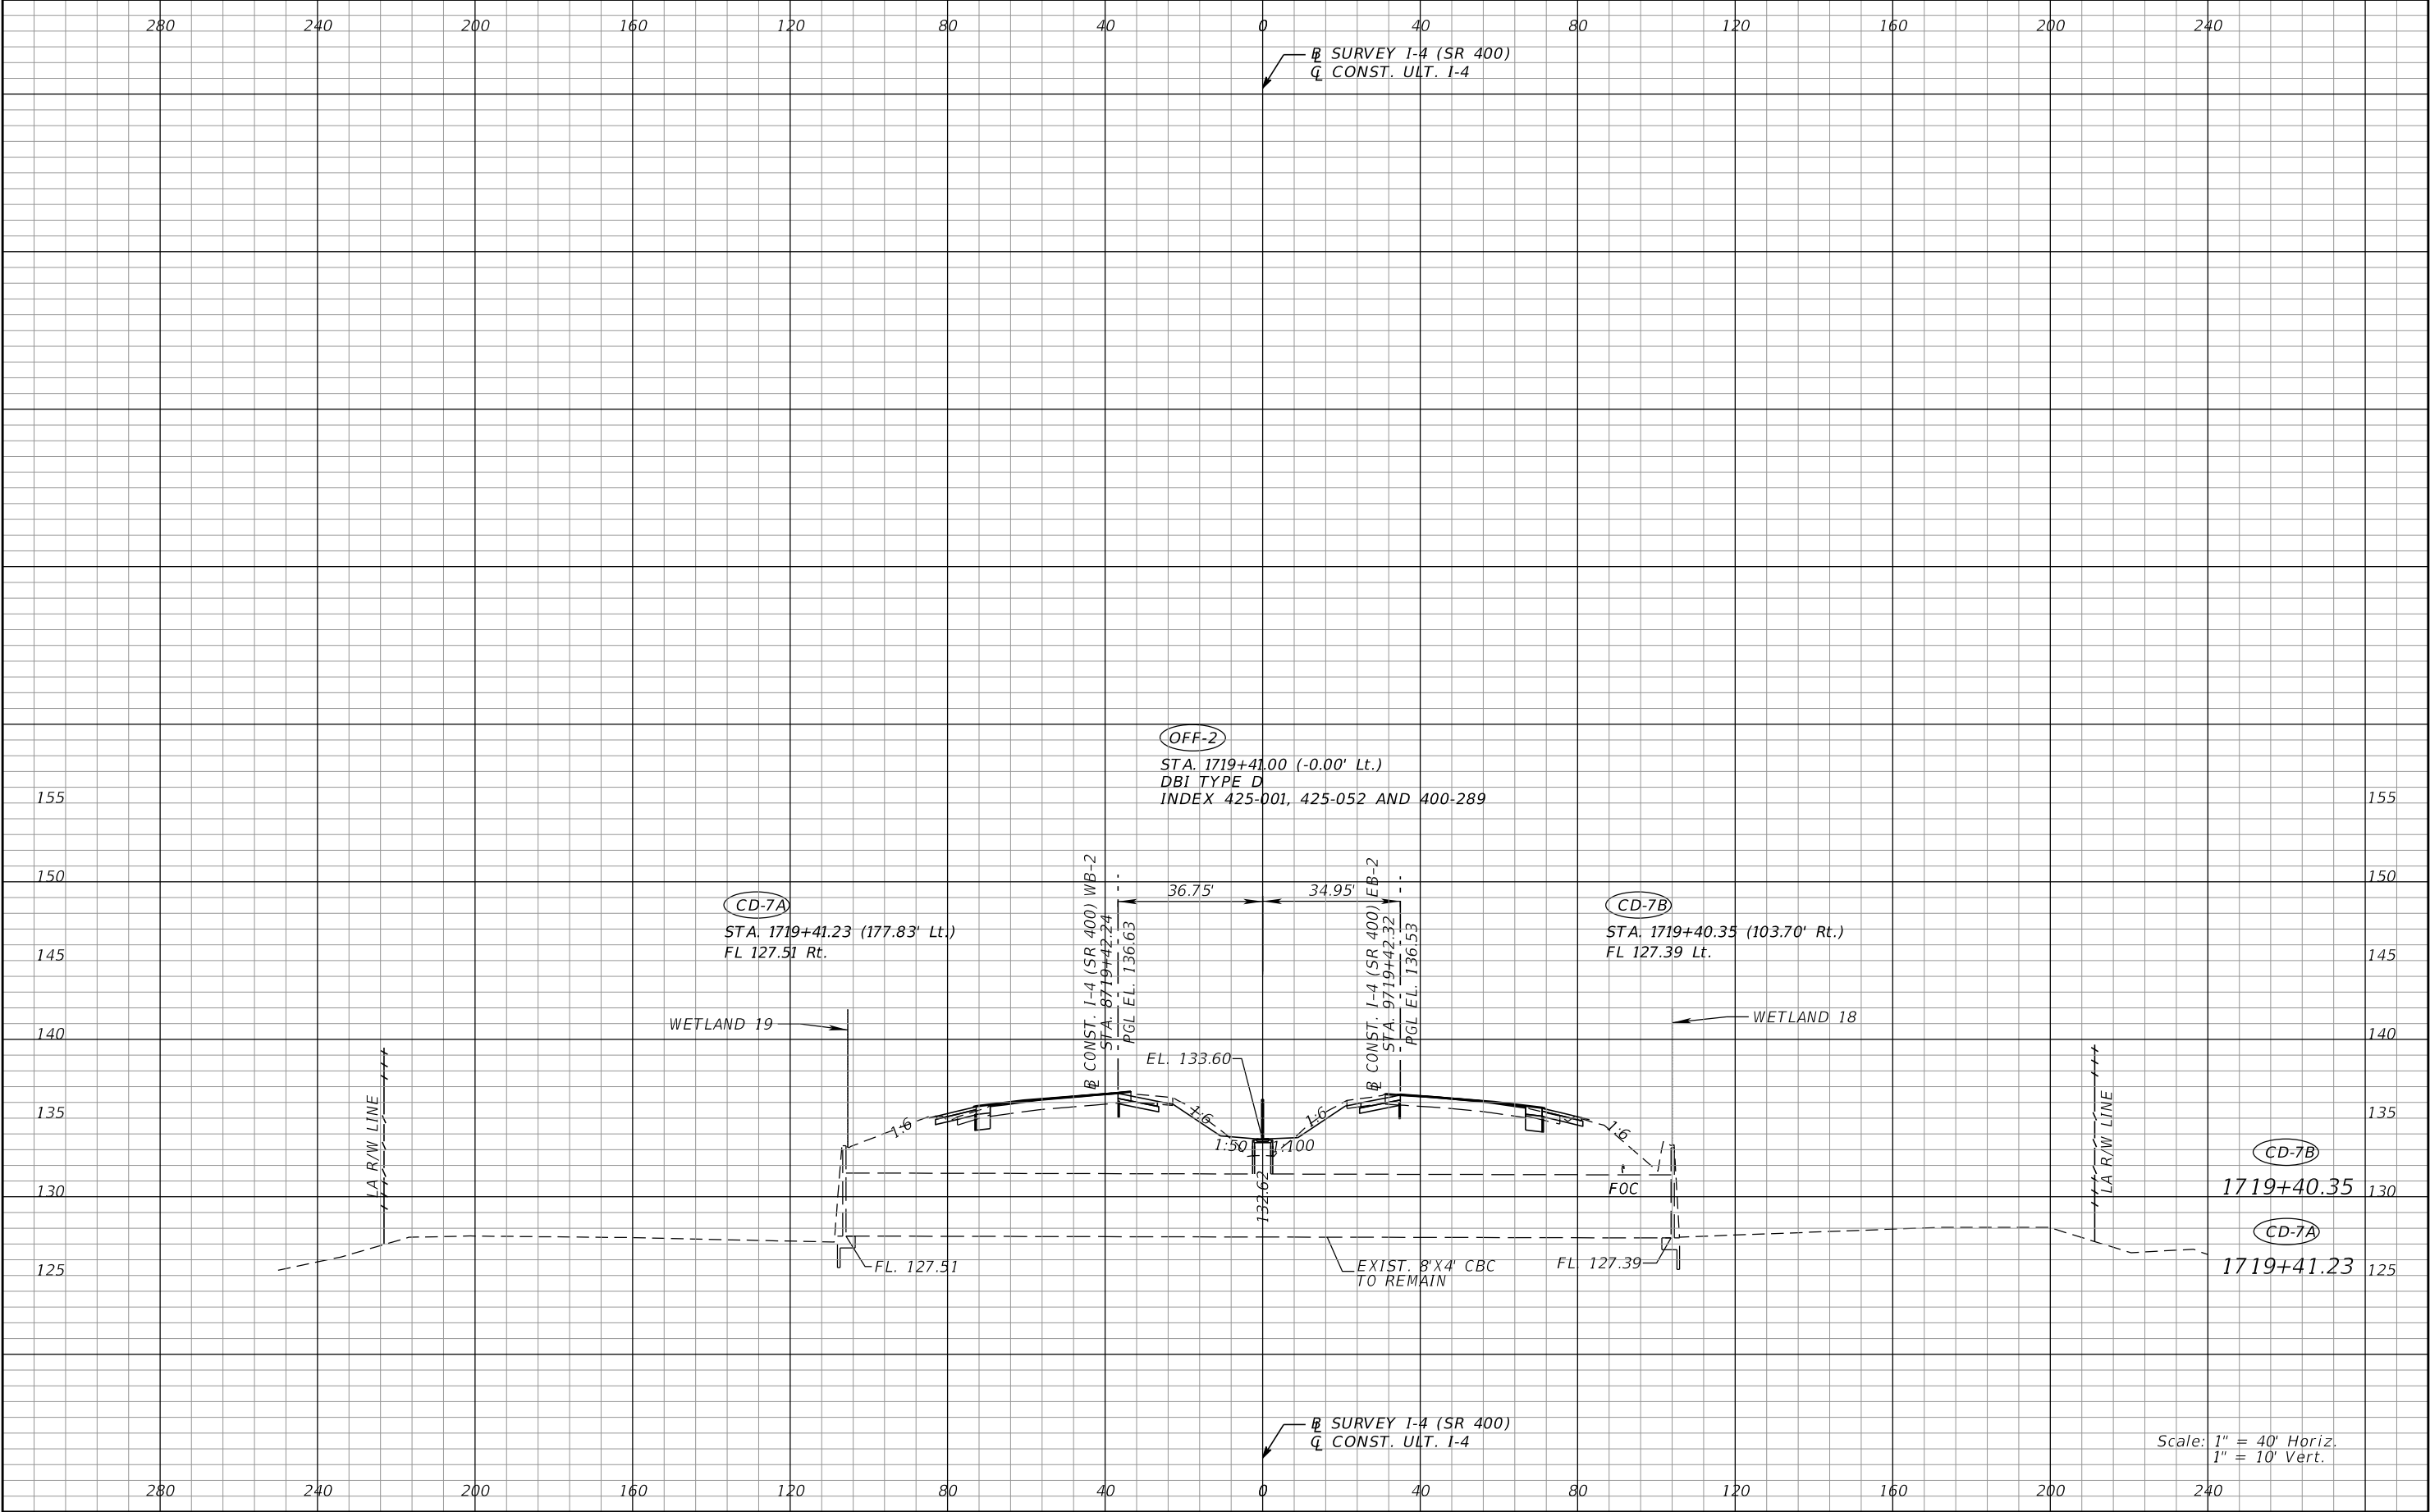 280 240 200 160 120 80 40 0 40 80 120 160 200 240
B SURVEY I-4 (SR 400)
C CONST. ULT. I-4
OFF-2
STA. 1719+41.00 (-0.00' Lt.)
DBI TYPE D
INDEX 425-001, 425-052 AND 400-289
155 155
150 150
145 145
140 140
135 135
130 130
125 125
CD-7A
STA. 1719+41.23 (177.83' Lt.)
FL 127.51 Rt.
36.75'
34.95'
CD-7B
STA. 1719+40.35 (103.70' Rt.)
FL 127.39 Lt.
B CONST. I-4 (SR 400) WB-2
STA. 8719+42.24
PGL EL. 136.63
B CONST. I-4 (SR 400) EB-2
STA. 9719+42.32
PGL EL. 136.53
WETLAND 19
WETLAND 18
EL. 133.60
LA R/W LINE
LA R/W LINE
1:6
1:6
1:50
1:100
1:6
1:6
132.62
FOC
FL. 127.51
EXIST. 8'X4' CBC
TO REMAIN
FL. 127.39
CD-7B
1719+40.35
CD-7A
1719+41.23
B SURVEY I-4 (SR 400)
C CONST. ULT. I-4
Scale: 1" = 40' Horiz.
1" = 10' Vert.
280 240 200 160 120 80 40 0 40 80 120 160 200 240